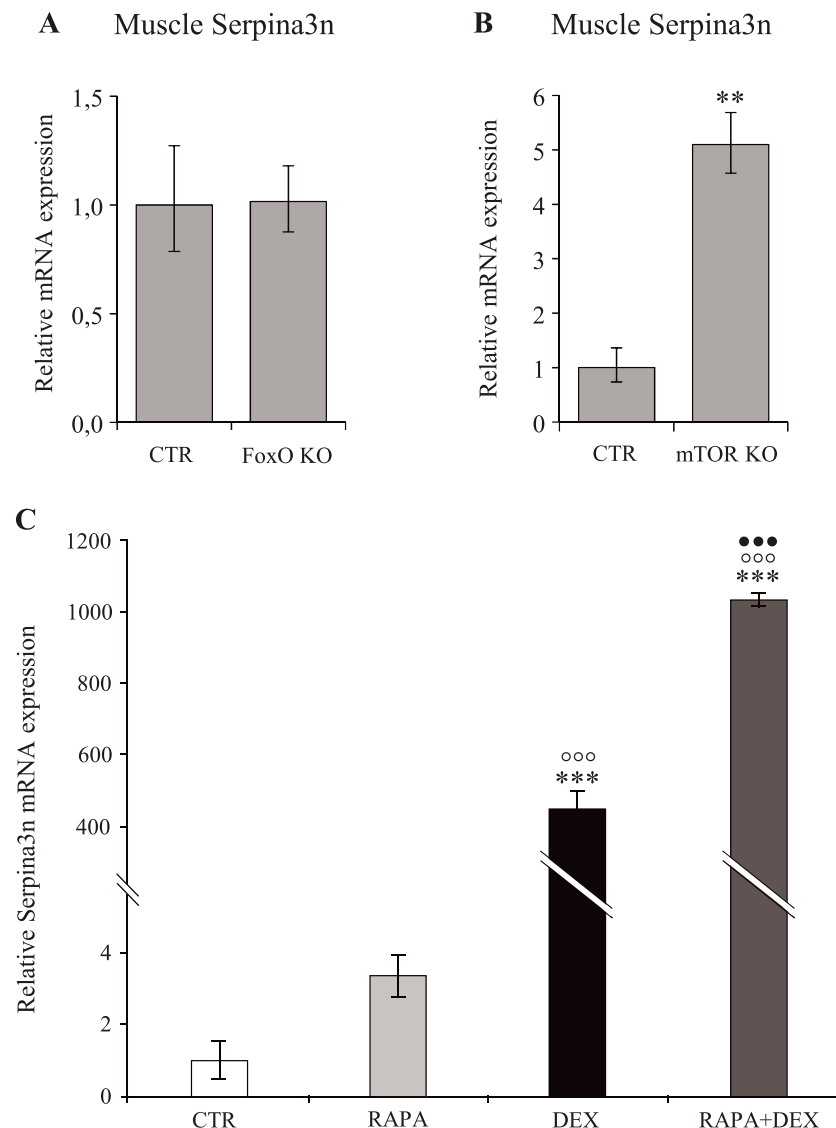 A Muscle Serpina3n
Relative mRNA expression
1,5
1,0
0,5
0,0
CTR FoxO KO
B Muscle Serpina3n
Relative mRNA expression
6
5
4
3
2
1
0
**
CTR mTOR KO
C
Relative Serpina3n mRNA expression
1200
1000
800
600
400
4
2
0
○○○
***
●●●
○○○
***
CTR RAPA DEX RAPA+DEX